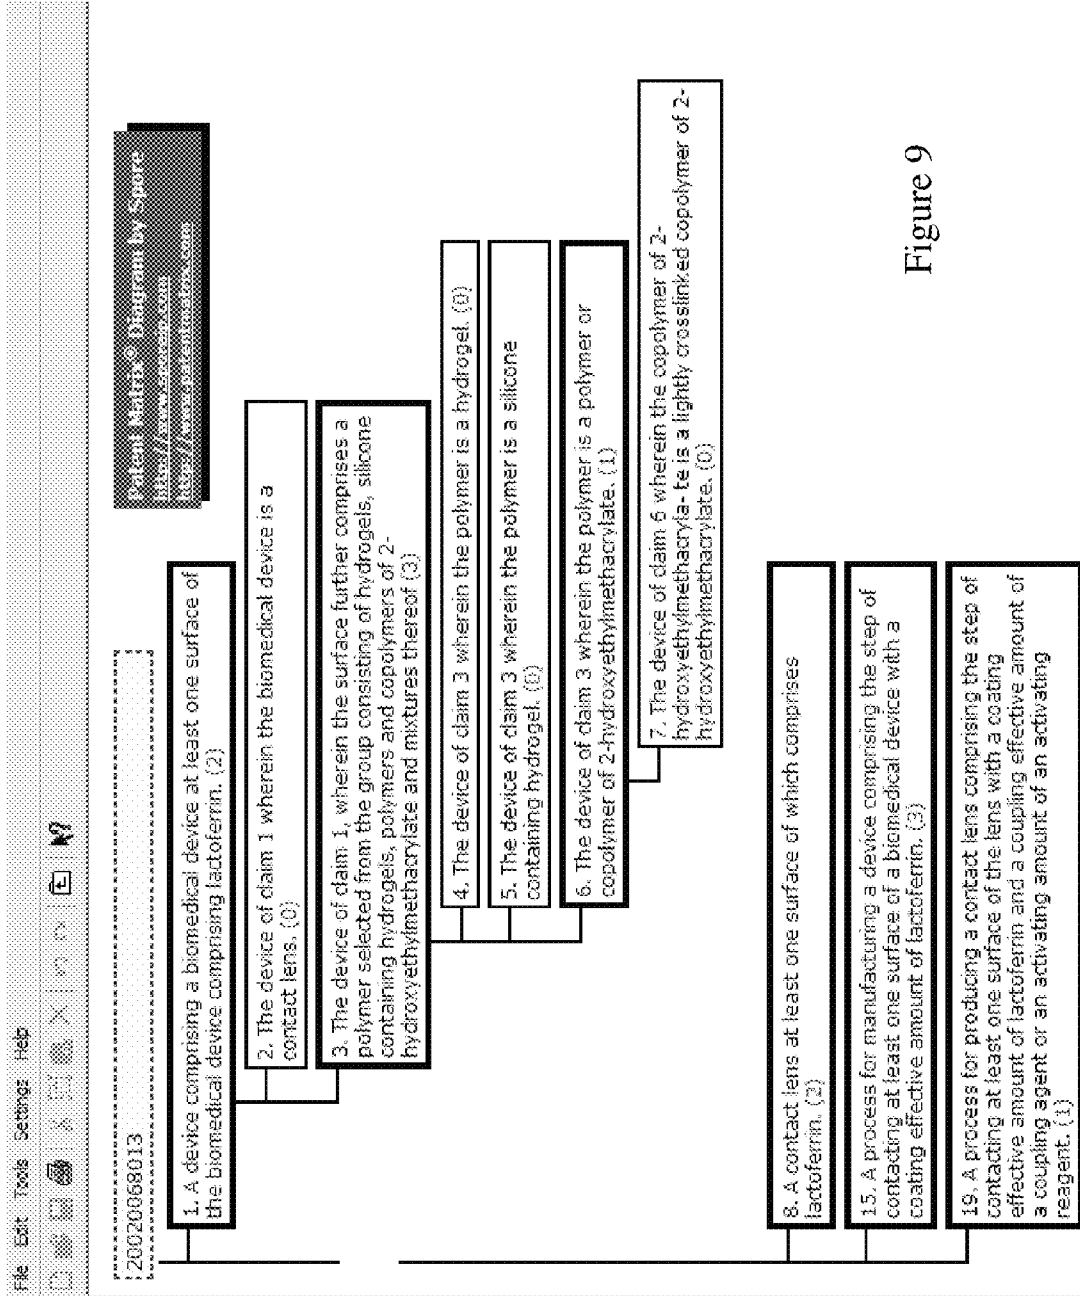 File Edit Tools Settings Help
Patent Matrix® Diagram by Spore
http://www.sporeip.com
http://www.patentmatrix.com
20020068013
1. A device comprising a biomedical device at least one surface of
the biomedical device comprising lactoferrin. (2)
2. The device of claim 1 wherein the biomedical device is a
contact lens. (0)
3. The device of claim 1, wherein the surface further comprises a
polymer selected from the group consisting of hydrogels, silicone
containing hydrogels, polymers and copolymers of 2-
hydroxyethylmethacrylate and mixtures thereof (3)
4. The device of claim 3 wherein the polymer is a hydrogel. (0)
5. The device of claim 3 wherein the polymer is a silicone
containing hydrogel. (0)
6. The device of claim 3 wherein the polymer is a polymer or
copolymer of 2-hydroxyethylmethacrylate. (1)
7. The device of claim 6 wherein the copolymer of 2-
hydroxyethylmethacryla- te is a lightly crosslinked copolymer of 2-
hydroxyethylmethacrylate. (0)
8. A contact lens at least one surface of which comprises
lactoferrin. (2)
15. A process for manufacturing a device comprising the step of
contacting at least one surface of a biomedical device with a
coating effective amount of lactoferrin. (3)
19. A process for producing a contact lens comprising the step of
contacting at least one surface of the lens with a coating
effective amount of lactoferrin and a coupling effective amount of
a coupling agent or an activating amount of an activating
reagent. (1)
Figure 9